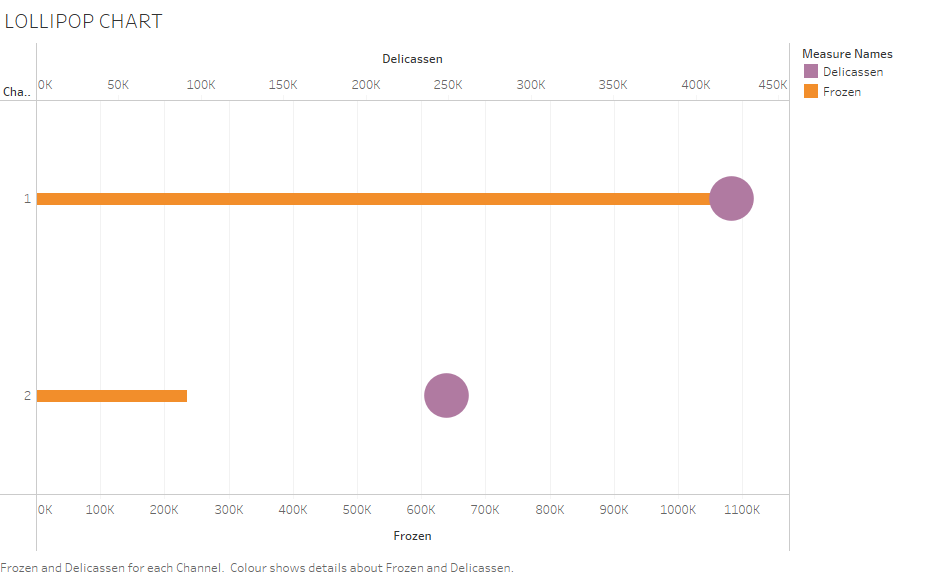 LOLLIPOP CHART
Delicassen
0K 50K 100K 150K 200K 250K 300K 350K 400K 450K
Cha..
Measure Names
Delicassen
Frozen
1
2
0K 100K 200K 300K 400K 500K 600K 700K 800K 900K 1000K 1100K
Frozen
Frozen and Delicassen for each Channel. Colour shows details about Frozen and Delicassen.